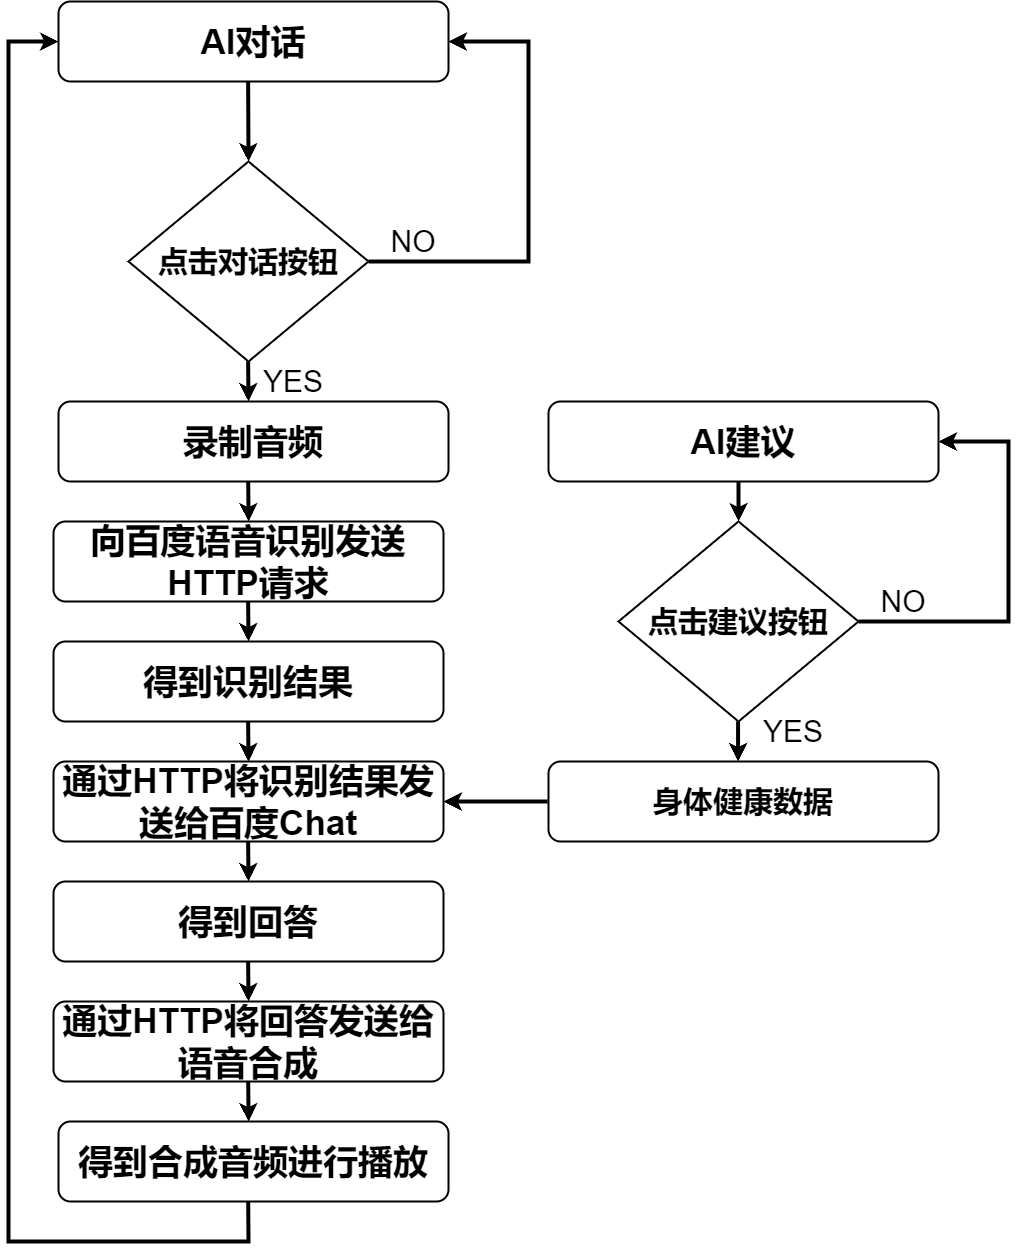 AI对话
点击对话按钮
NO
YES
录制音频
向百度语音识别发送
HTTP请求
得到识别结果
通过HTTP将识别结果发
送给百度Chat
得到回答
通过HTTP将回答发送给
语音合成
得到合成音频进行播放
AI建议
点击建议按钮
NO
YES
身体健康数据